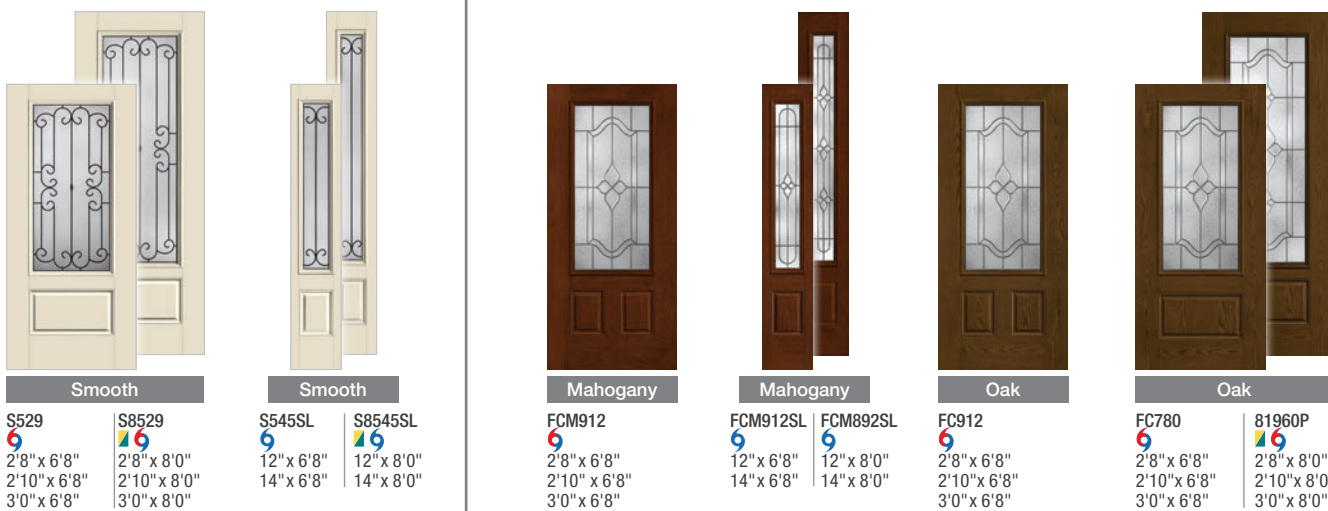 Smooth
S529
2'8" x 6'8"
2'10" x 6'8"
3'0" x 6'8"
S8529
2'8" x 8'0"
2'10" x 8'0"
3'0" x 8'0"
Smooth
S545SL
12" x 6'8"
14" x 6'8"
S8545SL
12" x 8'0"
14" x 8'0"
Mahogany
FCM912
2'8" x 6'8"
2'10" x 6'8"
3'0" x 6'8"
Mahogany
FCM912SL
12" x 6'8"
14" x 6'8"
FCM892SL
12" x 8'0"
14" x 8'0"
Oak
FC912
2'8" x 6'8"
2'10" x 6'8"
3'0" x 6'8"
Oak
FC780
2'8" x 6'8"
2'10" x 6'8"
3'0" x 6'8"
81960P
2'8" x 8'0"
2'10" x 8'0
3'0" x 8'0"